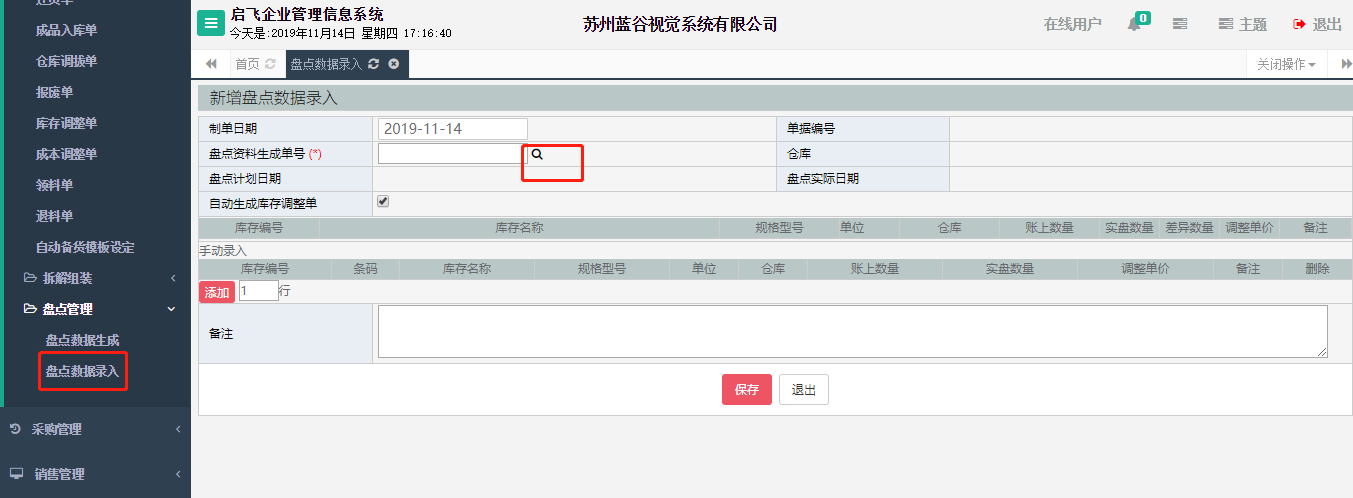 启飞企业管理信息系统
今天是:2019年11月14日 星期四 17:16:40
苏州蓝谷视觉系统有限公司
在线用户
0
主题
退出
成品入库单
仓库调拨单
报废单
库存调整单
成本调整单
领料单
退料单
自动备货模板设定
拆解组装
盘点管理
盘点数据生成
盘点数据录入
采购管理
销售管理
首页
盘点数据录入
关闭操作
新增盘点数据录入
制单日期 2019-11-14 单据编号
盘点资料生成单号 (*) 仓库
盘点计划日期 盘点实际日期
自动生成库存调整单
库存编号 库存名称 规格型号 单位 仓库 账上数量 实盘数量 差异数量 调整单价 备注
手动录入
库存编号 条码 库存名称 规格型号 单位 仓库 账上数量 实盘数量 调整单价 备注 删除
添加 1 行
备注
保存 退出